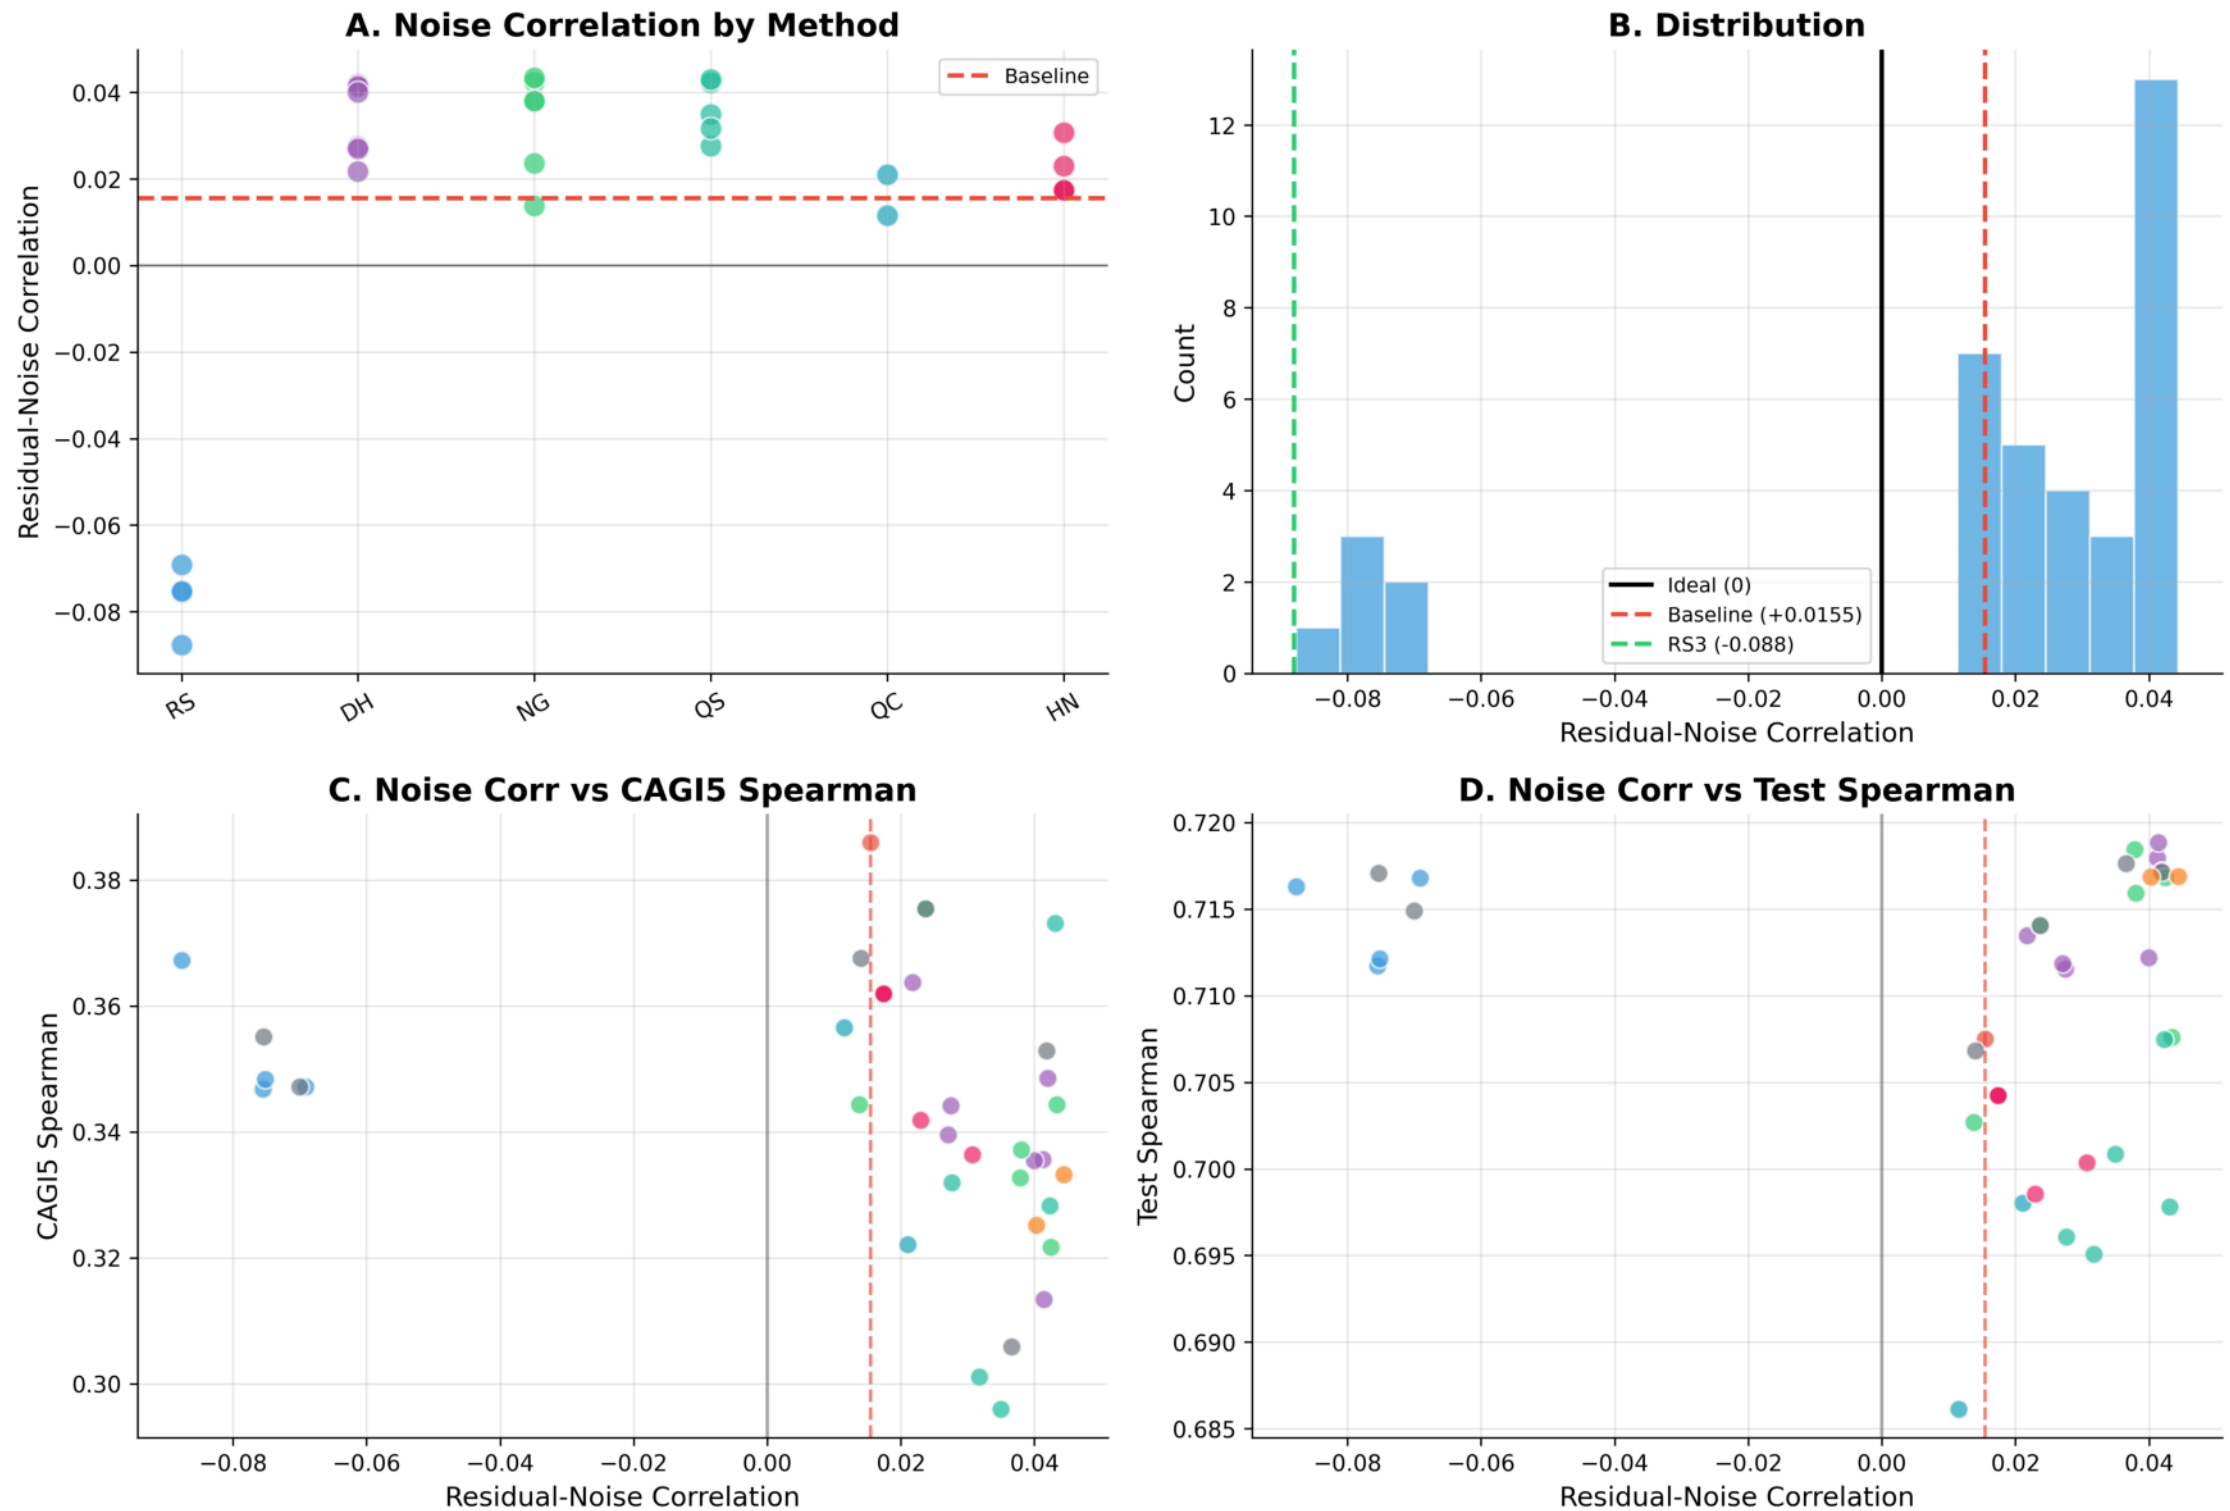 A. Noise Correlation by Method
Residual-Noise Correlation
0.04
0.02
0.00
−0.02
−0.04
−0.06
−0.08
Baseline
RS
DH
NG
QS
QC
HN
B. Distribution
Count
12
10
8
6
4
2
0
Ideal (0)
Baseline (+0.0155)
RS3 (-0.088)
−0.08
−0.06
−0.04
−0.02
0.00
0.02
0.04
Residual-Noise Correlation
C. Noise Corr vs CAGI5 Spearman
CAGI5 Spearman
0.38
0.36
0.34
0.32
0.30
−0.08
−0.06
−0.04
−0.02
0.00
0.02
0.04
Residual-Noise Correlation
D. Noise Corr vs Test Spearman
Test Spearman
0.720
0.715
0.710
0.705
0.700
0.695
0.690
0.685
−0.08
−0.06
−0.04
−0.02
0.00
0.02
0.04
Residual-Noise Correlation